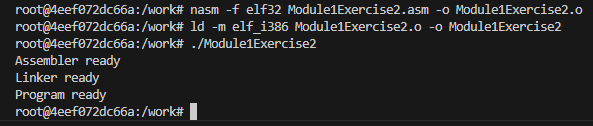 root@4eef072dc66a:/work# nasm -f elf32 Module1Exercise2.asm -o Module1Exercise2.o
root@4eef072dc66a:/work# ld -m elf_i386 Module1Exercise2.o -o Module1Exercise2
root@4eef072dc66a:/work# ./Module1Exercise2
Assembler ready
Linker ready
Program ready
root@4eef072dc66a:/work#